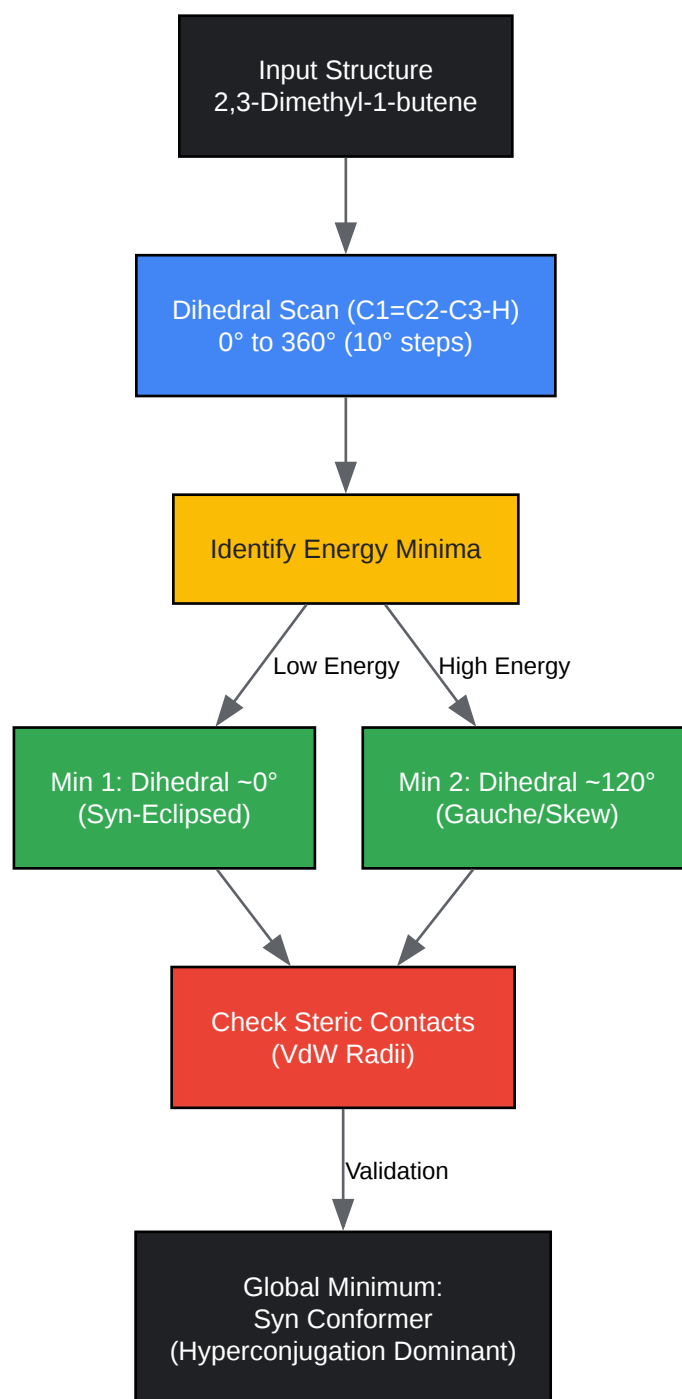 Input Structure
2,3-Dimethyl-1-butene
Dihedral Scan (C1=C2-C3-H)
0° to 360° (10° steps)
Identify Energy Minima
Low Energy
High Energy
Min 1: Dihedral ~0°
(Syn-Eclipsed)
Min 2: Dihedral ~120°
(Gauche/Skew)
Check Steric Contacts
(VdW Radii)
Validation
Global Minimum:
Syn Conformer
(Hyperconjugation Dominant)